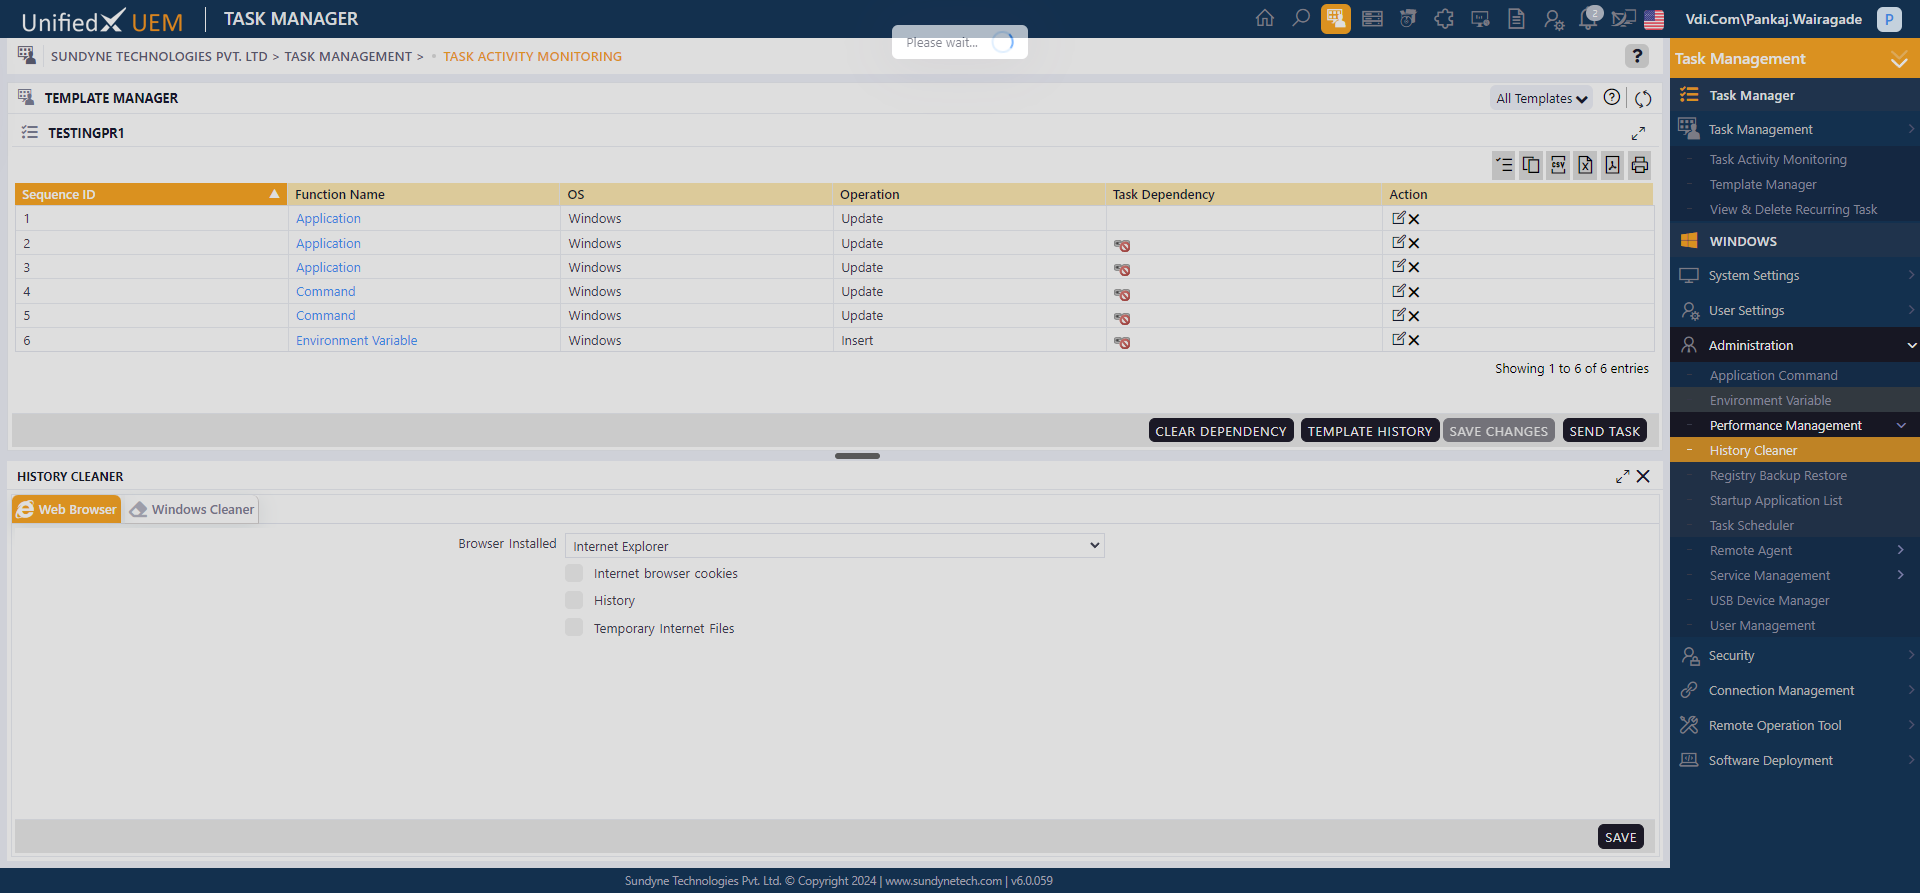 UnifiedX UEM
TASK MANAGER
2
Vdi.Com\Pankaj.Wairagade
P
Please wait...
SUNDYNE TECHNOLOGIES PVT. LTD > TASK MANAGEMENT > • TASK ACTIVITY MONITORING
?
TEMPLATE MANAGER
All Templates
?
TESTINGPR1
CSV
Sequence ID Function Name OS Operation Task Dependency Action
1 Application Windows Update
2 Application Windows Update
3 Application Windows Update
4 Command Windows Update
5 Command Windows Update
6 Environment Variable Windows Insert
Showing 1 to 6 of 6 entries
CLEAR DEPENDENCY TEMPLATE HISTORY SAVE CHANGES SEND TASK
HISTORY CLEANER
Web Browser Windows Cleaner
Browser Installed Internet Explorer
Internet browser cookies
History
Temporary Internet Files
SAVE
Task Management
Task Manager
Task Management
Task Activity Monitoring
Template Manager
View & Delete Recurring Task
WINDOWS
System Settings
User Settings
Administration
Application Command
Environment Variable
Performance Management
History Cleaner
Registry Backup Restore
Startup Application List
Task Scheduler
Remote Agent
Service Management
USB Device Manager
User Management
Security
Connection Management
Remote Operation Tool
Software Deployment
Sundyne Technologies Pvt. Ltd. © Copyright 2024 | www.sundynetech.com | v6.0.059